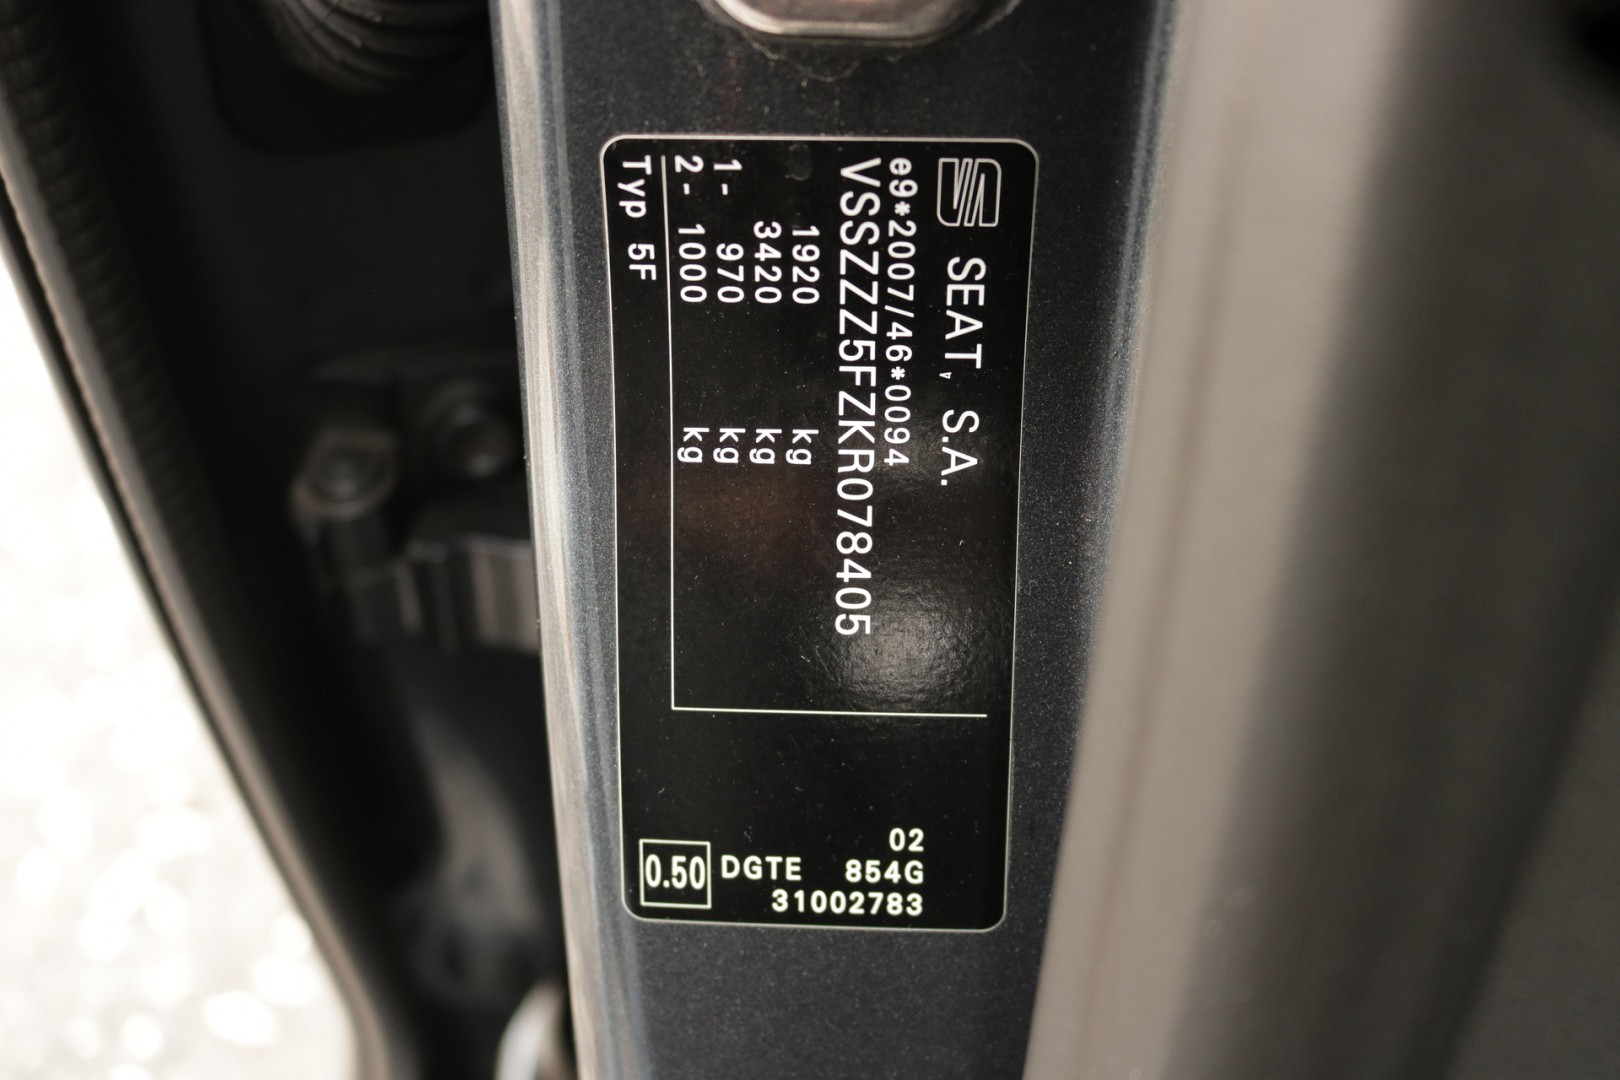 SEAT, S.A.
e9*2007/46*0094
VSSZZZ5FZKR078405
1920 kg
3420 kg
1- 970 kg
2- 1000 kg
Typ 5F
02
0.50 DGTE 854G
31002783